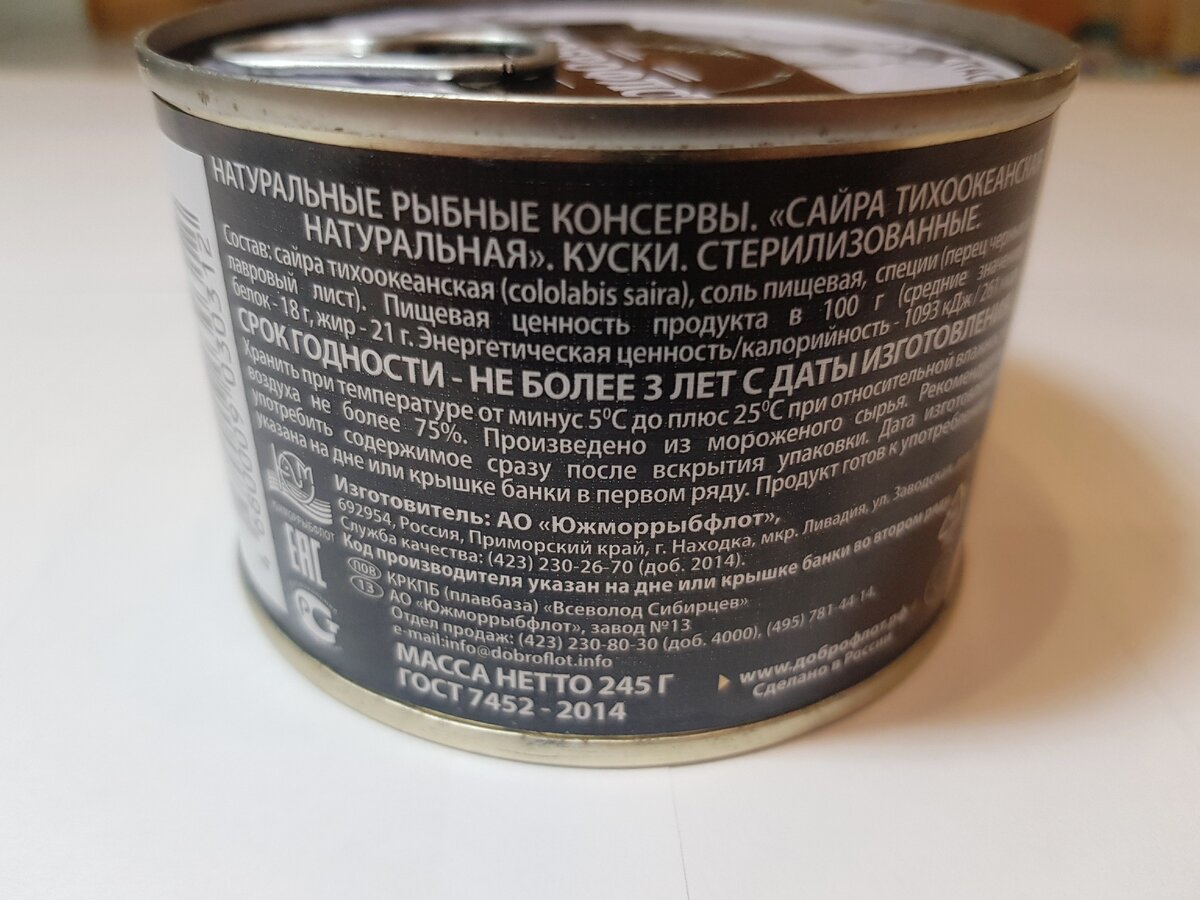 НАТУРАЛЬНЫЕ РЫБНЫЕ КОНСЕРВЫ. «САЙРА ТИХООКЕАНСКАЯ
НАТУРАЛЬНАЯ». КУСКИ. СТЕРИЛИЗОВАННЫЕ.
Состав: сайра тихоокеанская (cololabis saira), соль пищевая, специи (перец
лавровый лист). Пищевая ценность продукта в 100 г (средние
белок - 18 г, жир - 21 г. Энергетическая ценность/калорийность - 1093 кДж/
СРОК ГОДНОСТИ - НЕ БОЛЕЕ 3 ЛЕТ С ДАТЫ ИЗГОТОВЛЕНИ
Хранить при температуре от минус 5⁰С до плюс 25⁰С при относительной
воздуха не более 75%. Произведено из мороженого сырья.
употребить содержимое сразу после вскрытия упаковки. Дата
указана на дне или крышке банки в первом ряду. Продукт готов к
ЮЖМОРРЫБФЛОТ
Изготовитель: АО «Южморрыбфлот»,
692954, Россия, Приморский край, г. Находка, мкр. Ливадия, ул. Заводская,
Служба качества: (423) 230-26-70 (доб. 2014).
Код производителя указан на дне или крышке банки во втором ряду
П08 КРКПБ (плавбаза) «Всеволод Сибирцев»
13 АО «Южморрыбфлот», завод №13
Отдел продаж: (423) 230-80-30 (доб. 4000), (495) 781-44-14.
e-mail:info@dobroflot.info
EAC
МАССА НЕТТО 245 Г
ГОСТ 7452 - 2014
www.доброфлот.рф
Сделано в России